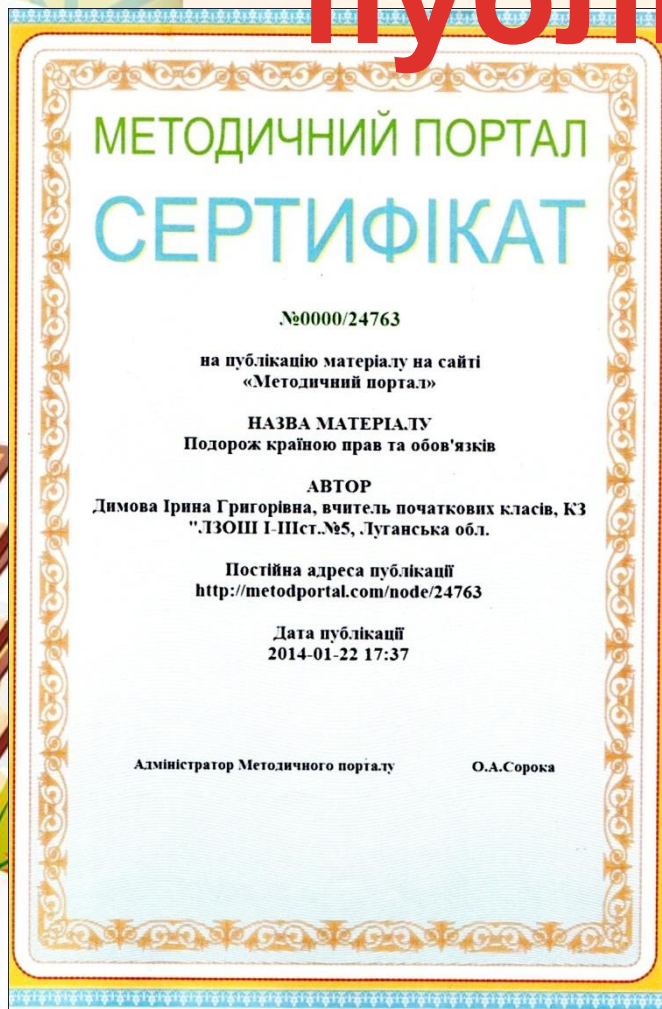 МЕТОДИЧНИЙ ПОРТАЛ
СЕРТИФІКАТ
№0000/24763
на публікацію матеріалу на сайті
«Методичний портал»
НАЗВА МАТЕРІАЛУ
Подорож країною прав та обов'язків
АВТОР
Димова Ірина Григорівна, вчитель початкових класів, КЗ
"ЛЗОШ І-ІІІст.№5, Луганська обл.
Постійна адреса публікації
http://metodportal.com/node/24763
Дата публікації
2014-01-22 17:37
Адміністратор Методичного порталу О.А.Сорока